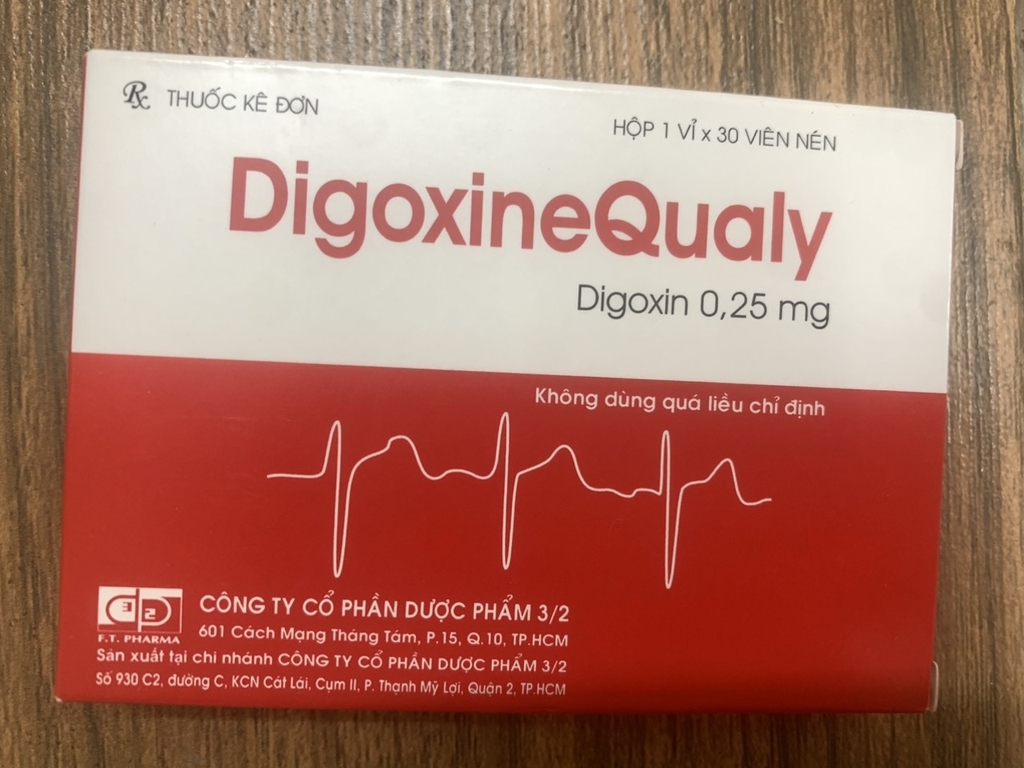 Rx THUỐC KÊ ĐƠN
HỘP 1 VỈ x 30 VIÊN NÉN
DigoxineQualy
Digoxin 0,25 mg
Không dùng quá liều chỉ định
32
F.T. PHARMA
CÔNG TY CỔ PHẦN DƯỢC PHẨM 3/2
601 Cách Mạng Tháng Tám, P.15, Q.10, TP.HCM
Sản xuất tại chi nhánh CÔNG TY CỔ PHẦN DƯỢC PHẨM 3/2
Số 930 C2, đường C, KCN Cát Lái, Cụm II, P. Thạnh Mỹ Lợi, Quận 2, TP.HCM